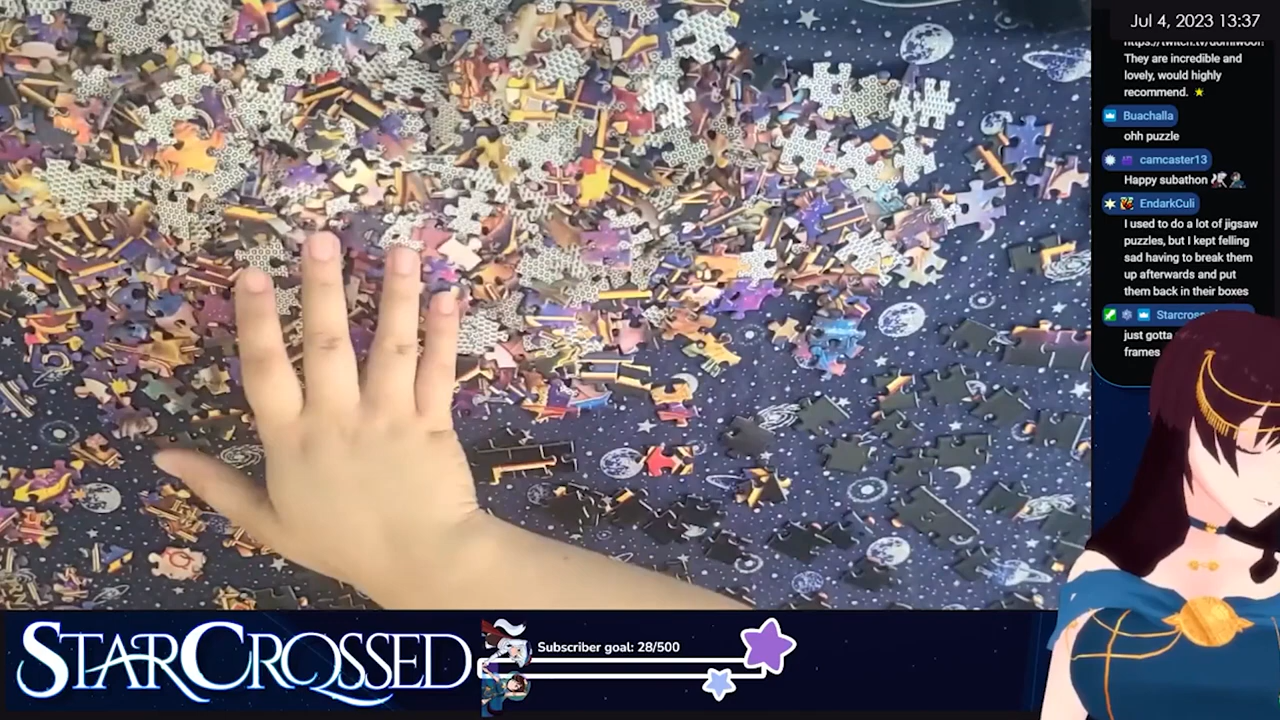 Jul 4, 2023 13:37
They are incredible and
lovely, would highly
recommend.
Buachalla
ohh puzzle
camcaster13
Happy subathon
EndarkCuli
I used to do a lot of jigsaw
puzzles, but I kept felling
sad having to break them
up afterwards and put
them back in their boxes
just gotta
frames
STARCROSSED
Subscriber goal: 28/500